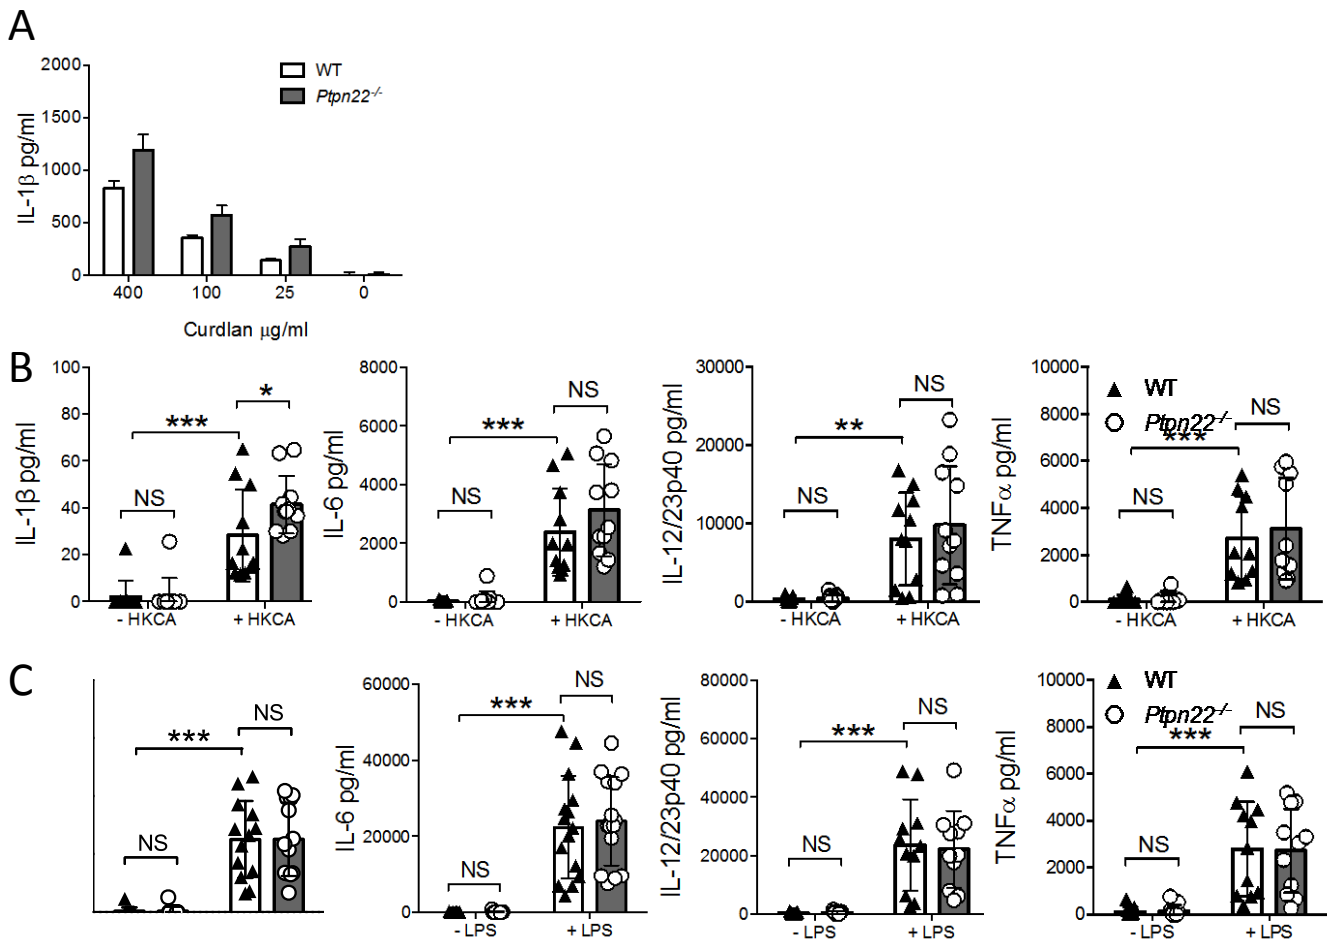 A
2000
1500
1000
500
0
IL-1β pg/ml
WT
Ptpn22-/-
400 100 25 0
Curdlan μg/ml
B
100
80
60
40
20
0
IL-1β pg/ml
NS
***
*
- HKCA + HKCA
8000
6000
4000
2000
0
IL-6 pg/ml
NS
***
NS
- HKCA + HKCA
30000
20000
10000
0
IL-12/23p40 pg/ml
NS
**
NS
- HKCA + HKCA
10000
8000
6000
4000
2000
0
TNFα pg/ml
WT
Ptpn22-/-
NS
***
NS
- HKCA + HKCA
C
NS
***
NS
60000
40000
20000
0
IL-6 pg/ml
NS
***
NS
- LPS + LPS
80000
60000
40000
20000
0
IL-12/23p40 pg/ml
NS
***
NS
- LPS + LPS
10000
8000
6000
4000
2000
0
TNFα pg/ml
WT
Ptpn22-/-
NS
***
NS
- LPS + LPS